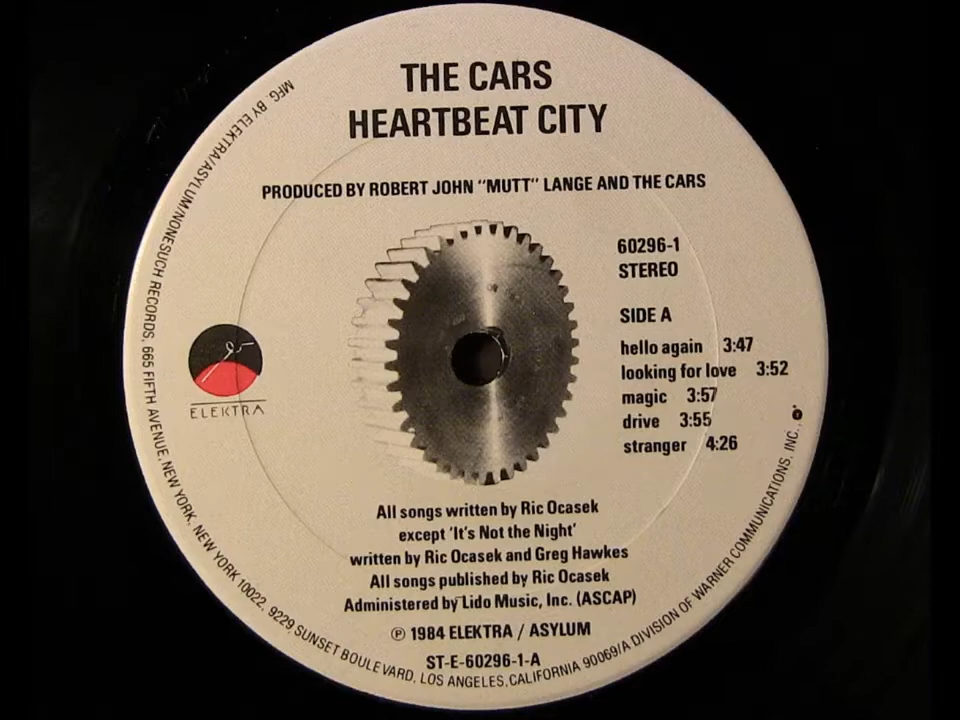 THE CARS
HEARTBEAT CITY
PRODUCED BY ROBERT JOHN "MUTT" LANGE AND THE CARS
60296-1
STEREO
SIDE A
hello again 3:47
looking for love 3:52
magic 3:57
drive 3:55
stranger 4:26
ELEKTRA
All songs written by Ric Ocasek
except 'It's Not the Night'
written by Ric Ocasek and Greg Hawkes
All songs published by Ric Ocasek
Administered by Lido Music, Inc. (ASCAP)
℗ 1984 ELEKTRA / ASYLUM
ST-E-60296-1-A
MFG. BY ELEKTRA/ASYLUM/NONESUCH RECORDS, 665 FIFTH AVENUE, NEW YORK, NEW YORK 10022, 9229 SUNSET BOULEVARD, LOS ANGELES, CALIFORNIA 90069/A DIVISION OF WARNER COMMUNICATIONS, INC.,